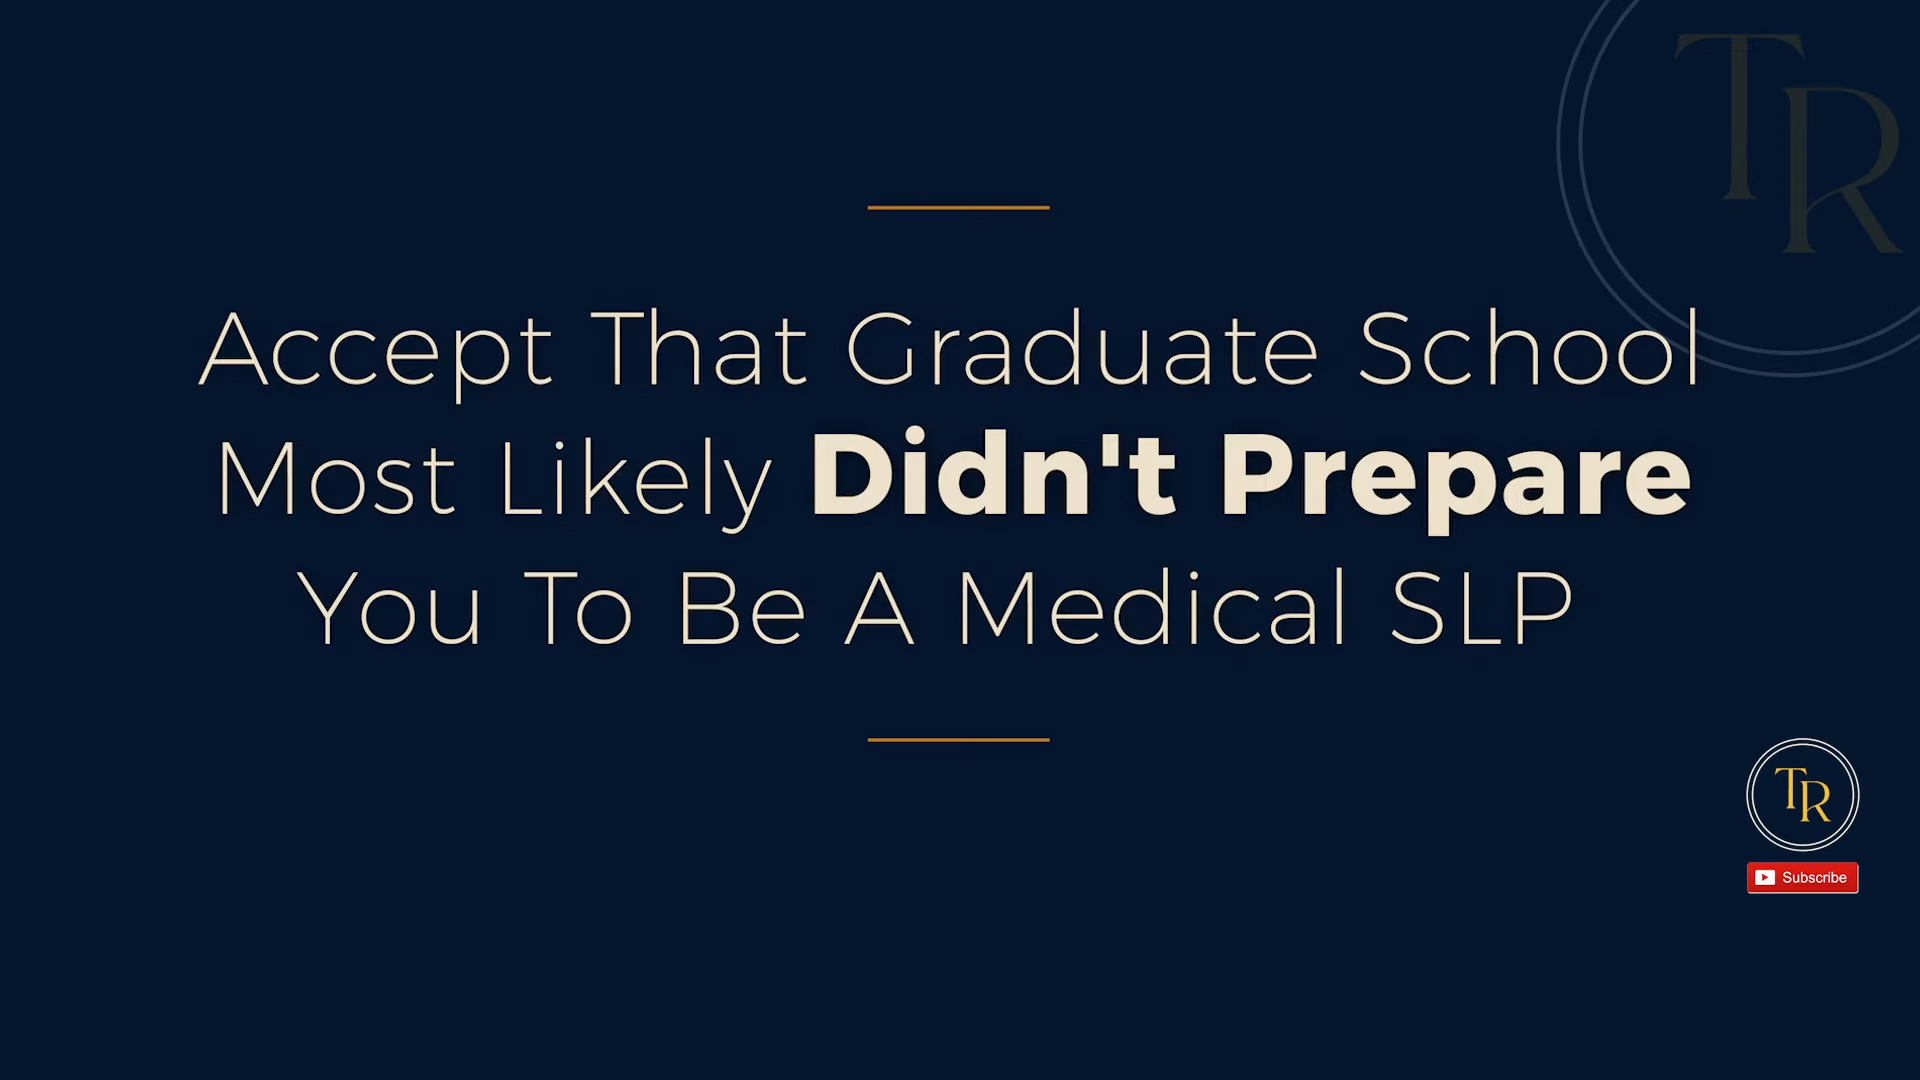 TR
Accept That Graduate School
Most Likely Didn't Prepare
You To Be A Medical SLP
TR
Subscribe